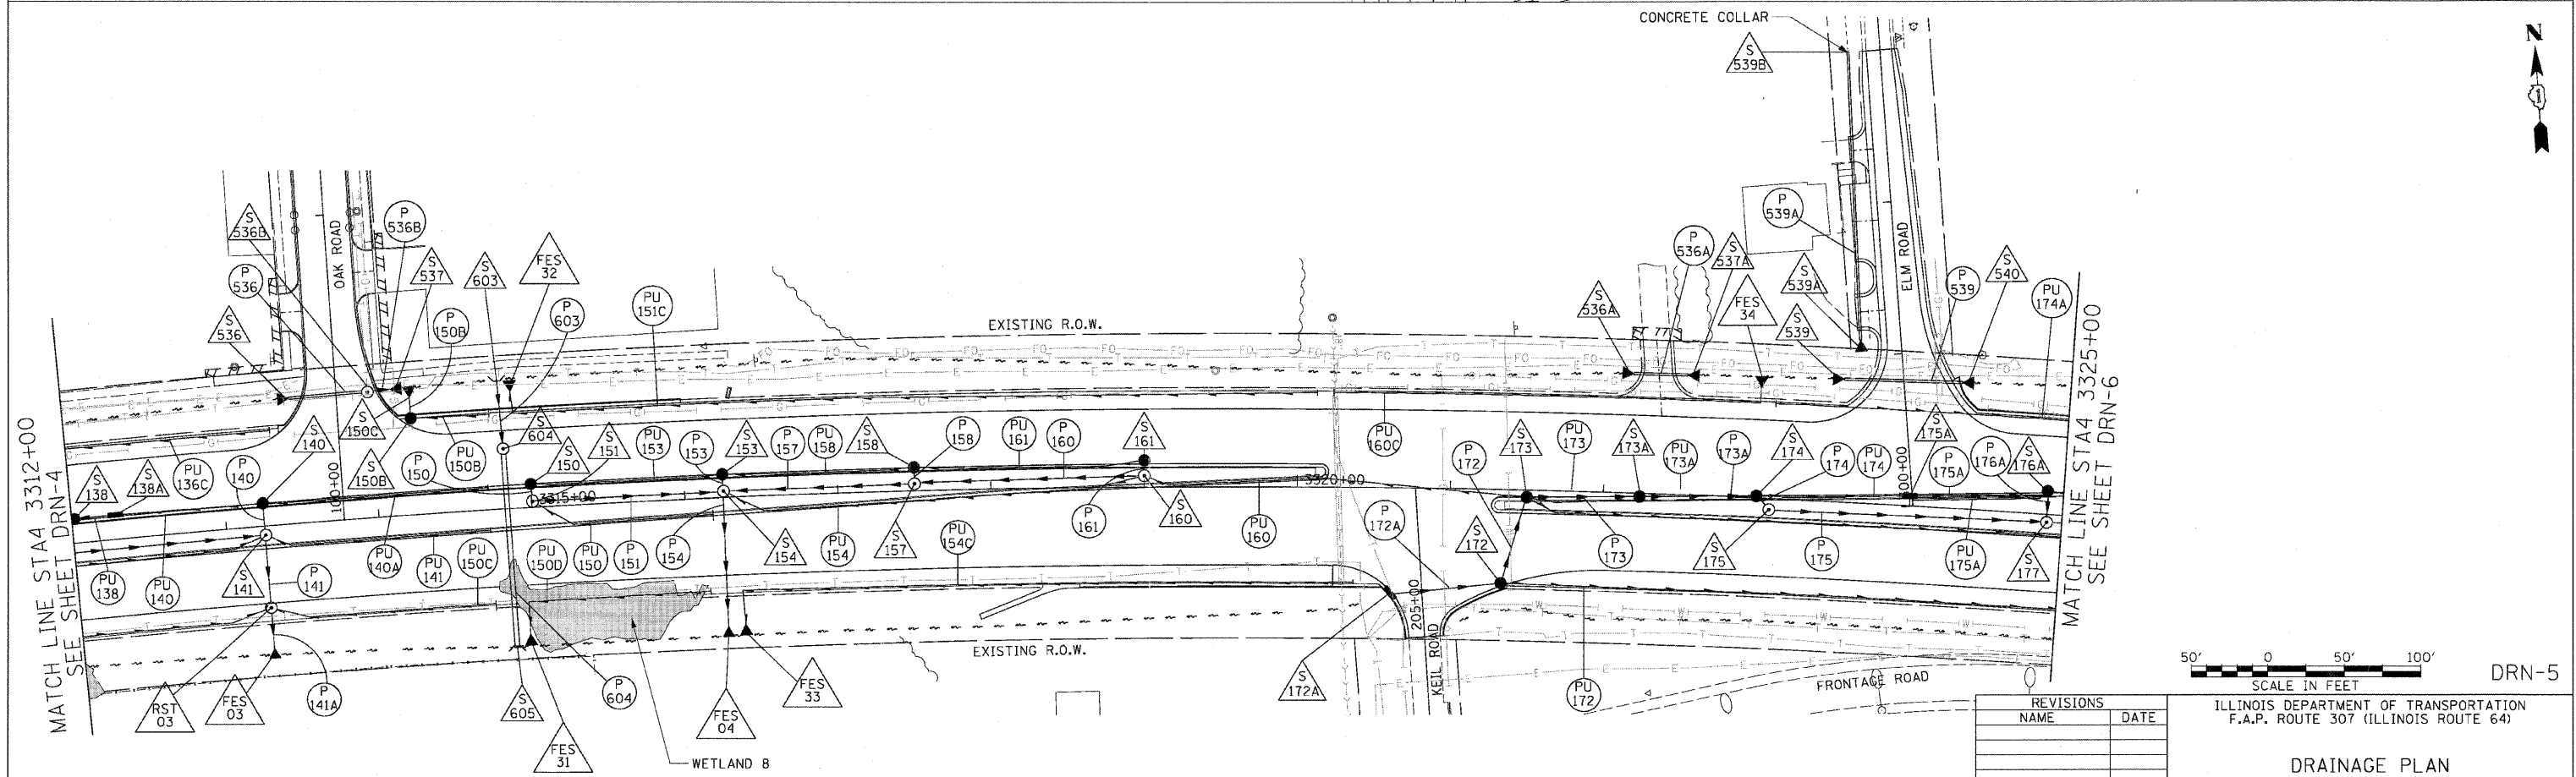 CONCRETE COLLAR
N
S
539B
S
536B
P
536B
OAK ROAD
P
536
S
537
S
603
FES
32
P
150B
P
603
PU
151C
S
536
EXISTING R.O.W.
P
539A
P
536A
S
537A
S
539A
ELM ROAD
P
539
S
540
S
536A
FES
34
S
539
PU
174A
S
150C
S
140
S
604
S
150
S
151
PU
153
P
153
S
153
P
157
PU
158
S
158
P
158
PU
161
P
160
S
161
PU
160C
P
172
S
173
PU
173
S
173A
PU
173A
P
173A
S
174
P
174
PU
174
S
175A
P
175A
P
176A
S
176A
S
138
S
138A
PU
136C
P
140
100+00
S
150B
P
150
PU
150B
3315+00
3320+00
100+00
PU
138
PU
140
S
141
P
141
PU
140A
PU
141
PU
150C
PU
150D
PU
150
P
151
P
154
S
154
PU
154
S
157
PU
154C
P
161
S
160
PU
160
P
172A
S
172
P
173
S
175
P
175
PU
175A
S
177
MATCH LINE STA4 3312+00
SEE SHEET DRN-4
MATCH LINE STA4 3325+00
SEE SHEET DRN-6
205+00
KEIL ROAD
EXISTING R.O.W.
RST
03
FES
03
P
141A
S
605
FES
31
P
604
WETLAND 8
FES
04
FES
33
S
172A
PU
172
FRONTAGE ROAD
50' 0 50' 100'
SCALE IN FEET
DRN-5
REVISIONS
NAME DATE
ILLINOIS DEPARTMENT OF TRANSPORTATION
F.A.P. ROUTE 307 (ILLINOIS ROUTE 64)
DRAINAGE PLAN